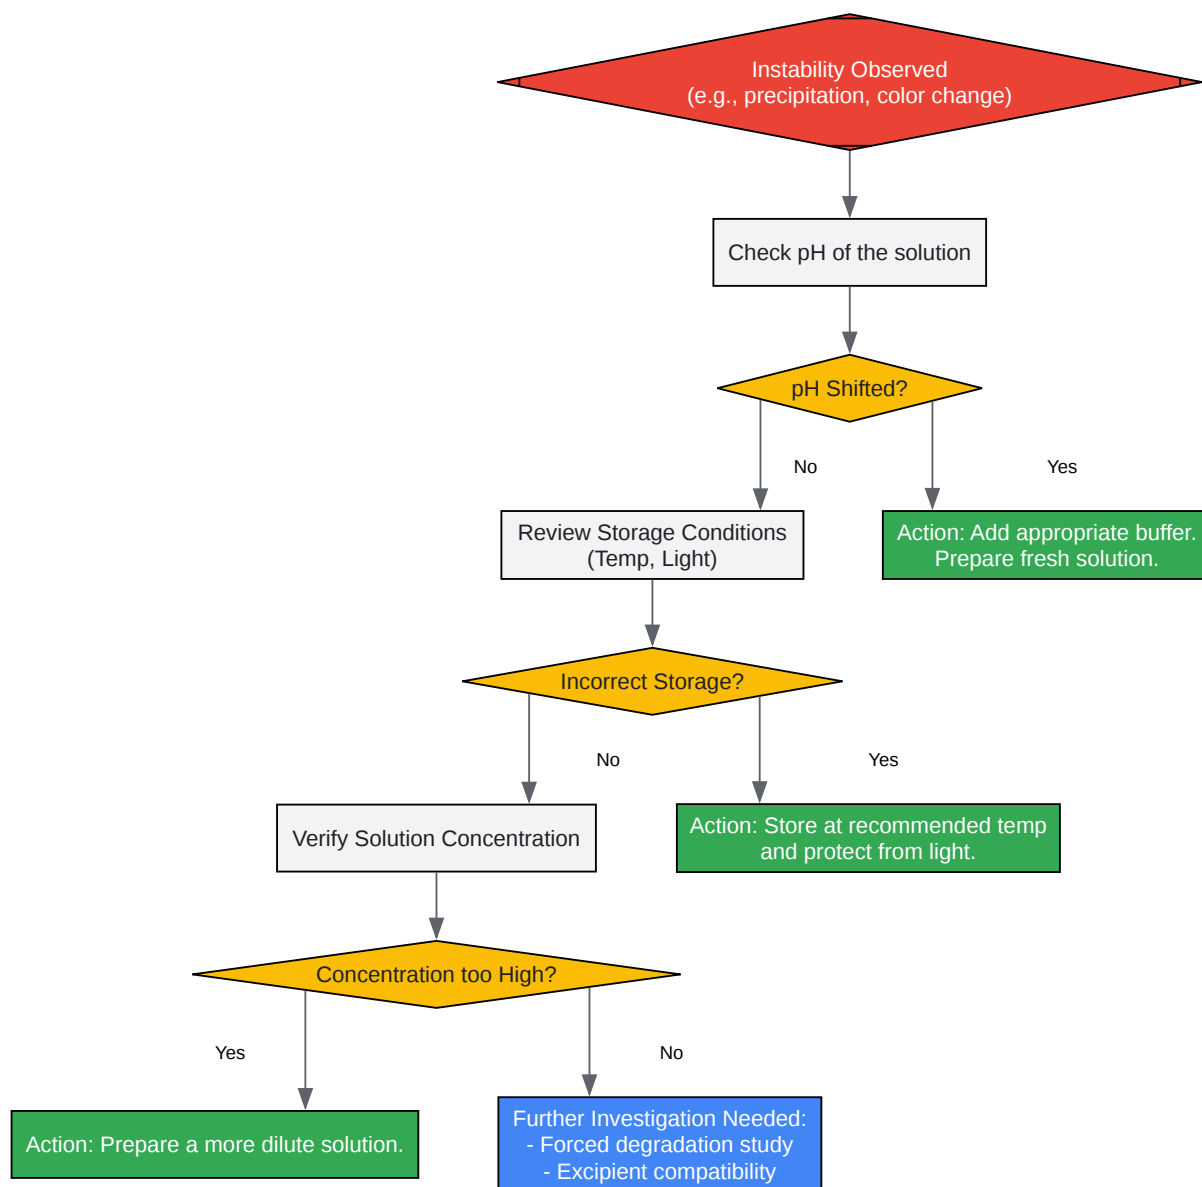 Instability Observed
(e.g., precipitation, color change)
Check pH of the solution
pH Shifted?
No
Yes
Review Storage Conditions
(Temp, Light)
Action: Add appropriate buffer.
Prepare fresh solution.
Incorrect Storage?
No
Yes
Verify Solution Concentration
Action: Store at recommended temp
and protect from light.
Concentration too High?
Yes
No
Action: Prepare a more dilute solution.
Further Investigation Needed:
- Forced degradation study
- Excipient compatibility